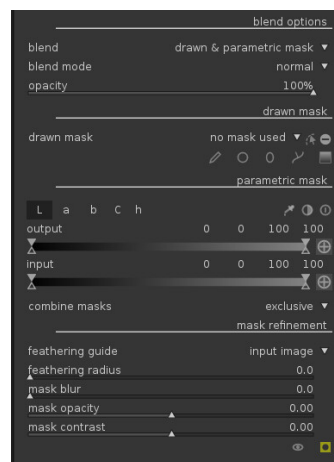 blend options
blend drawn & parametric mask
blend mode normal
opacity 100%
drawn mask
drawn mask no mask used
parametric mask
L a b C h
output 0 0 100 100
input 0 0 100 100
combine masks exclusive
mask refinement
feathering guide input image
feathering radius 0.0
mask blur 0.0
mask opacity 0.00
mask contrast 0.00